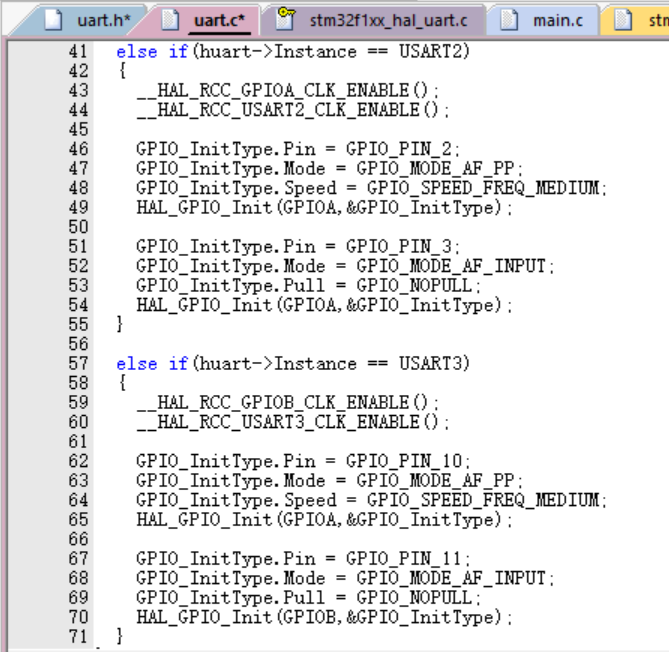 uart.h* uart.c* stm32f1xx_hal_uart.c main.c stm
41 else if(huart->Instance == USART2)
42 {
43 __HAL_RCC_GPIOA_CLK_ENABLE();
44 __HAL_RCC_USART2_CLK_ENABLE();
45
46 GPIO_InitType.Pin = GPIO_PIN_2;
47 GPIO_InitType.Mode = GPIO_MODE_AF_PP;
48 GPIO_InitType.Speed = GPIO_SPEED_FREQ_MEDIUM;
49 HAL_GPIO_Init(GPIOA,&GPIO_InitType);
50
51 GPIO_InitType.Pin = GPIO_PIN_3;
52 GPIO_InitType.Mode = GPIO_MODE_AF_INPUT;
53 GPIO_InitType.Pull = GPIO_NOPULL;
54 HAL_GPIO_Init(GPIOA,&GPIO_InitType);
55 }
56
57 else if(huart->Instance == USART3)
58 {
59 __HAL_RCC_GPIOB_CLK_ENABLE();
60 __HAL_RCC_USART3_CLK_ENABLE();
61
62 GPIO_InitType.Pin = GPIO_PIN_10;
63 GPIO_InitType.Mode = GPIO_MODE_AF_PP;
64 GPIO_InitType.Speed = GPIO_SPEED_FREQ_MEDIUM;
65 HAL_GPIO_Init(GPIOA,&GPIO_InitType);
66
67 GPIO_InitType.Pin = GPIO_PIN_11;
68 GPIO_InitType.Mode = GPIO_MODE_AF_INPUT;
69 GPIO_InitType.Pull = GPIO_NOPULL;
70 HAL_GPIO_Init(GPIOB,&GPIO_InitType);
71 }